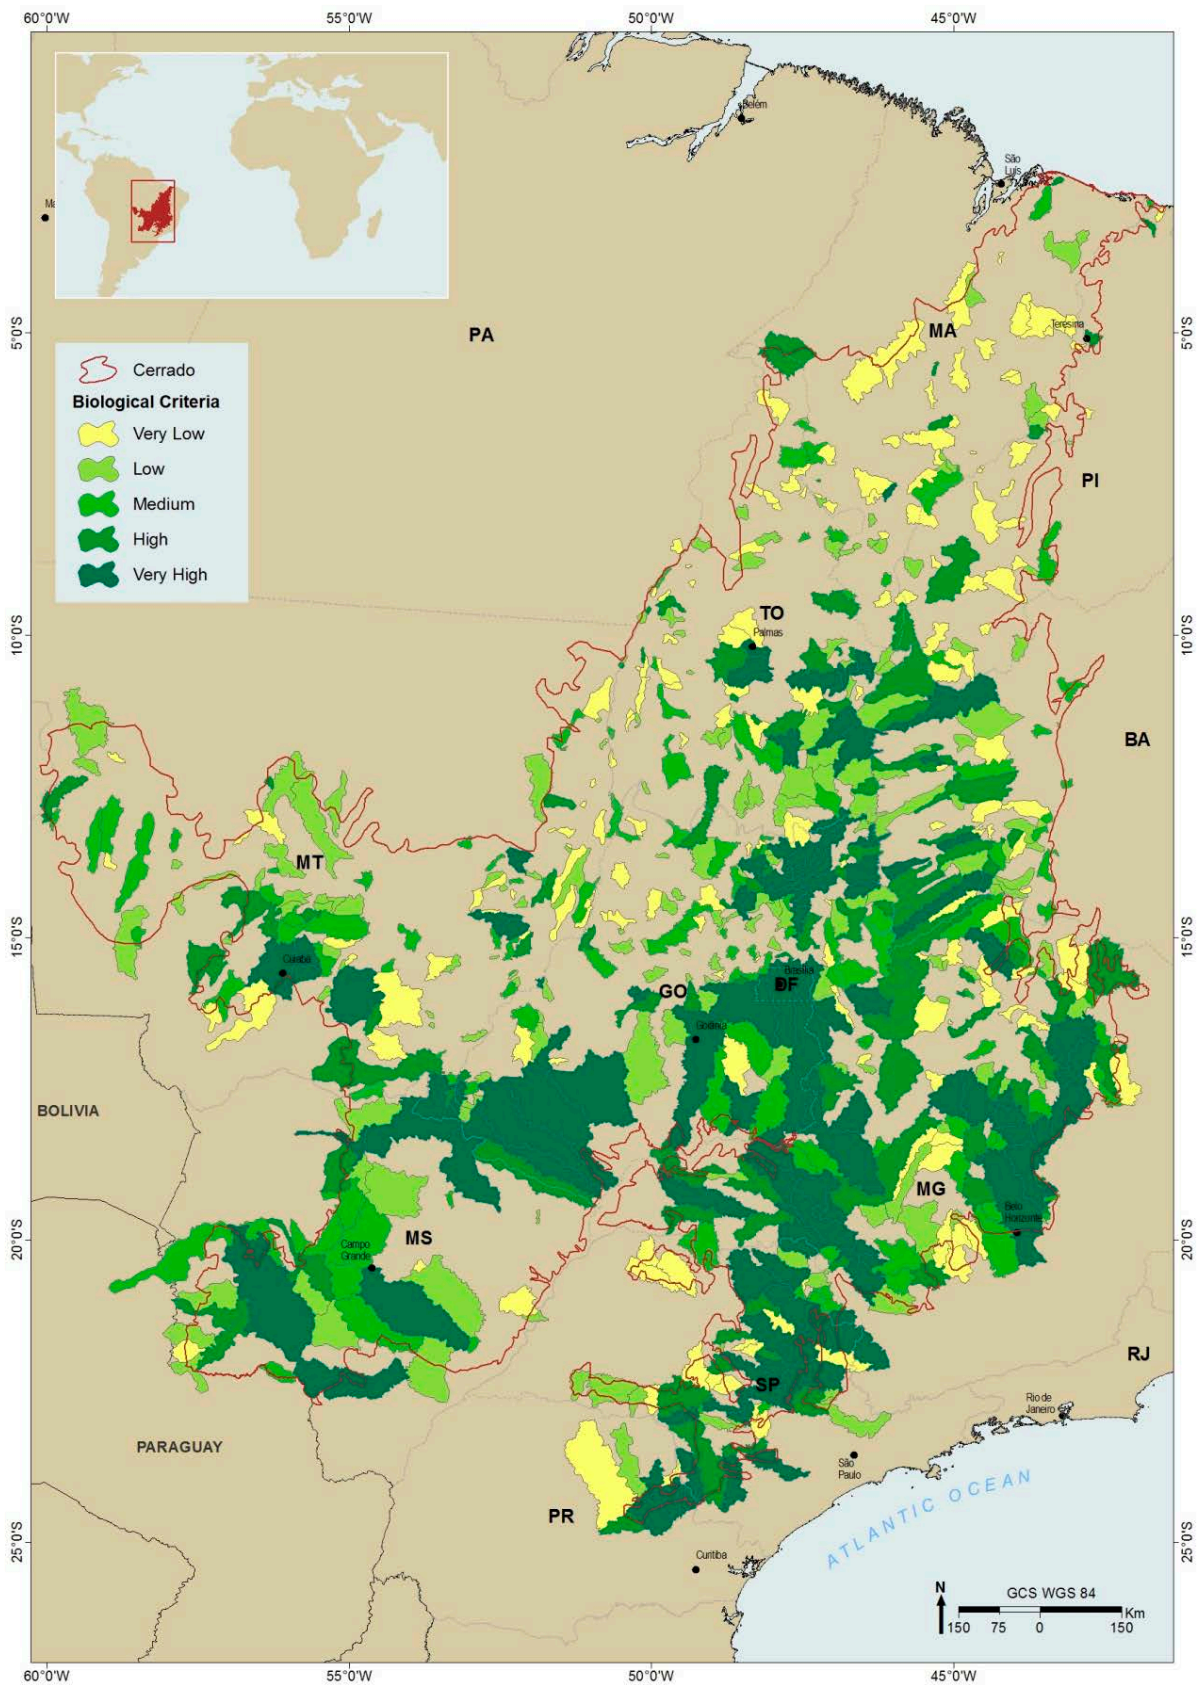 60°0'W 55°0'W 50°0'W 45°0'W
Belém
São
Luís
Ma
PA
MA
Teresina
5°0'S 5°0'S
Cerrado
Biological Criteria
Very Low
Low
Medium
High
Very High
PI
TO
Palmas
10°0'S 10°0'S
BA
MT
15°0'S 15°0'S
Cuiabá
Brasília
DF
GO
Goiânia
BOLIVIA
MG
Belo
Horizonte
MS
20°0'S 20°0'S
Campo
Grande
RJ
SP
Rio de
Janeiro
PARAGUAY
São
Paulo
PR
ATLANTIC OCEAN
25°0'S 25°0'S
Curitiba
N
GCS WGS 84
150 75 0 150
Km
60°0'W 55°0'W 50°0'W 45°0'W